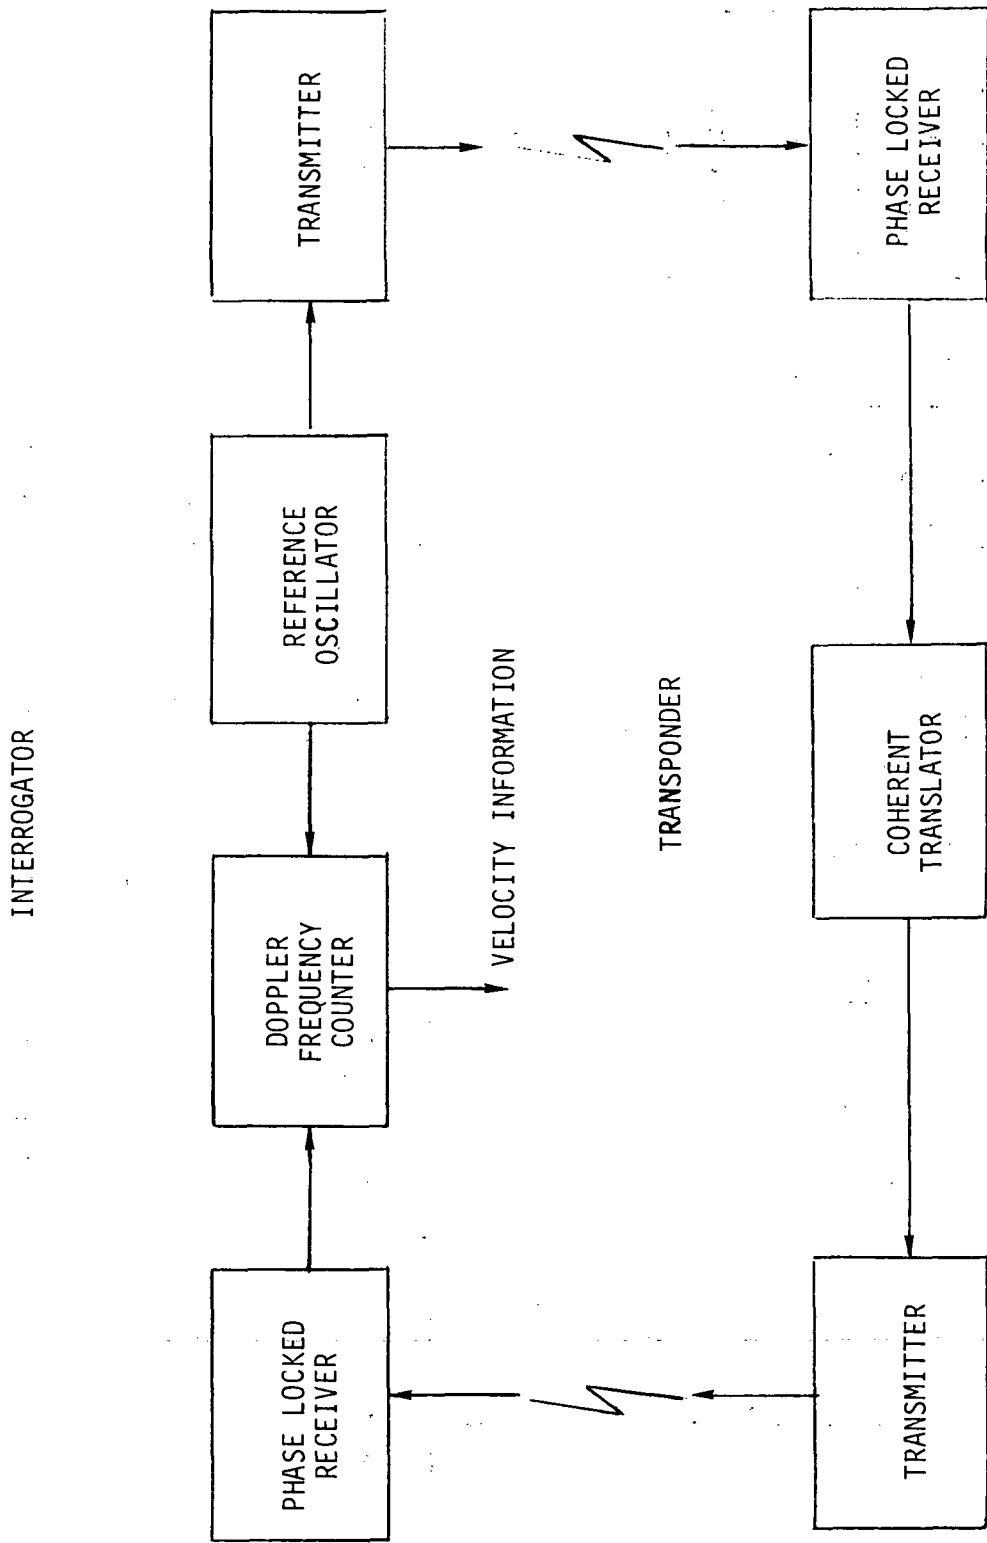 INTERROGATOR
PHASE LOCKED
RECEIVER
DOPPLER
FREQUENCY
COUNTER
REFERENCE
OSCILLATOR
TRANSMITTER
VELOCITY INFORMATION
TRANSPONDER
TRANSMITTER
COHERENT
TRANSLATOR
PHASE LOCKED
RECEIVER